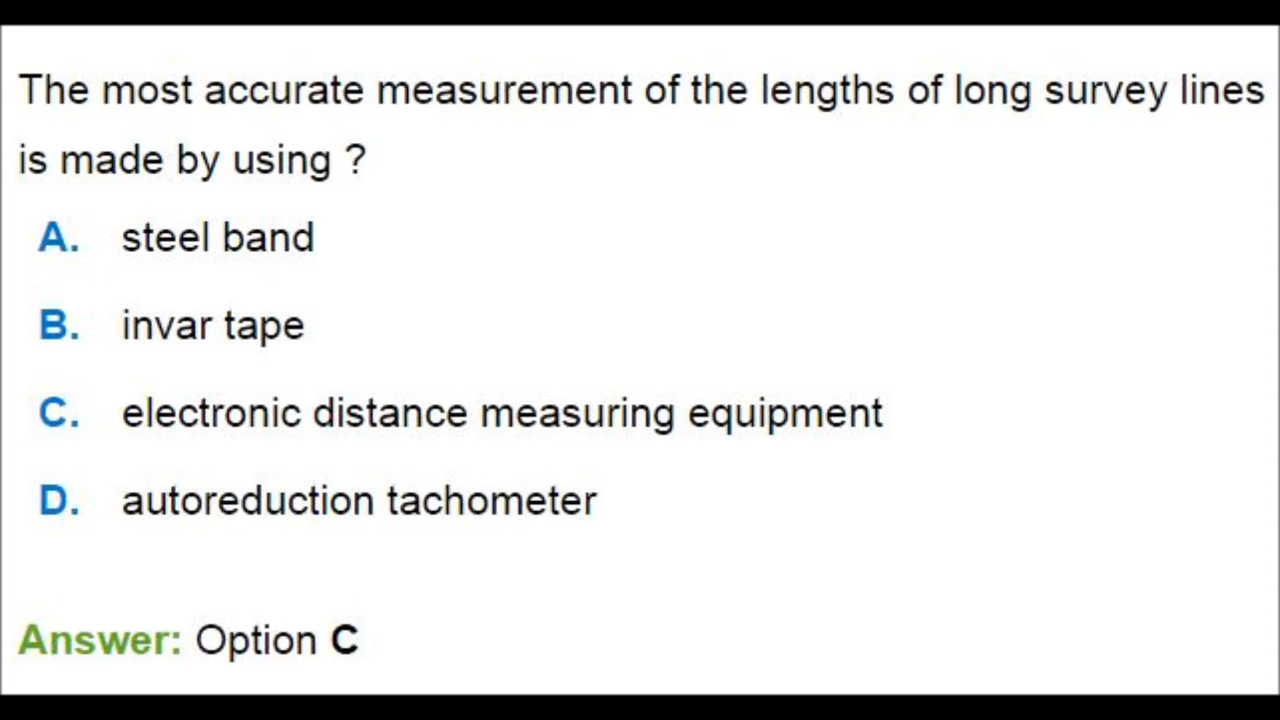 The most accurate measurement of the lengths of long survey lines
is made by using ?
A. steel band
B. invar tape
C. electronic distance measuring equipment
D. autoreduction tachometer
Answer: Option C